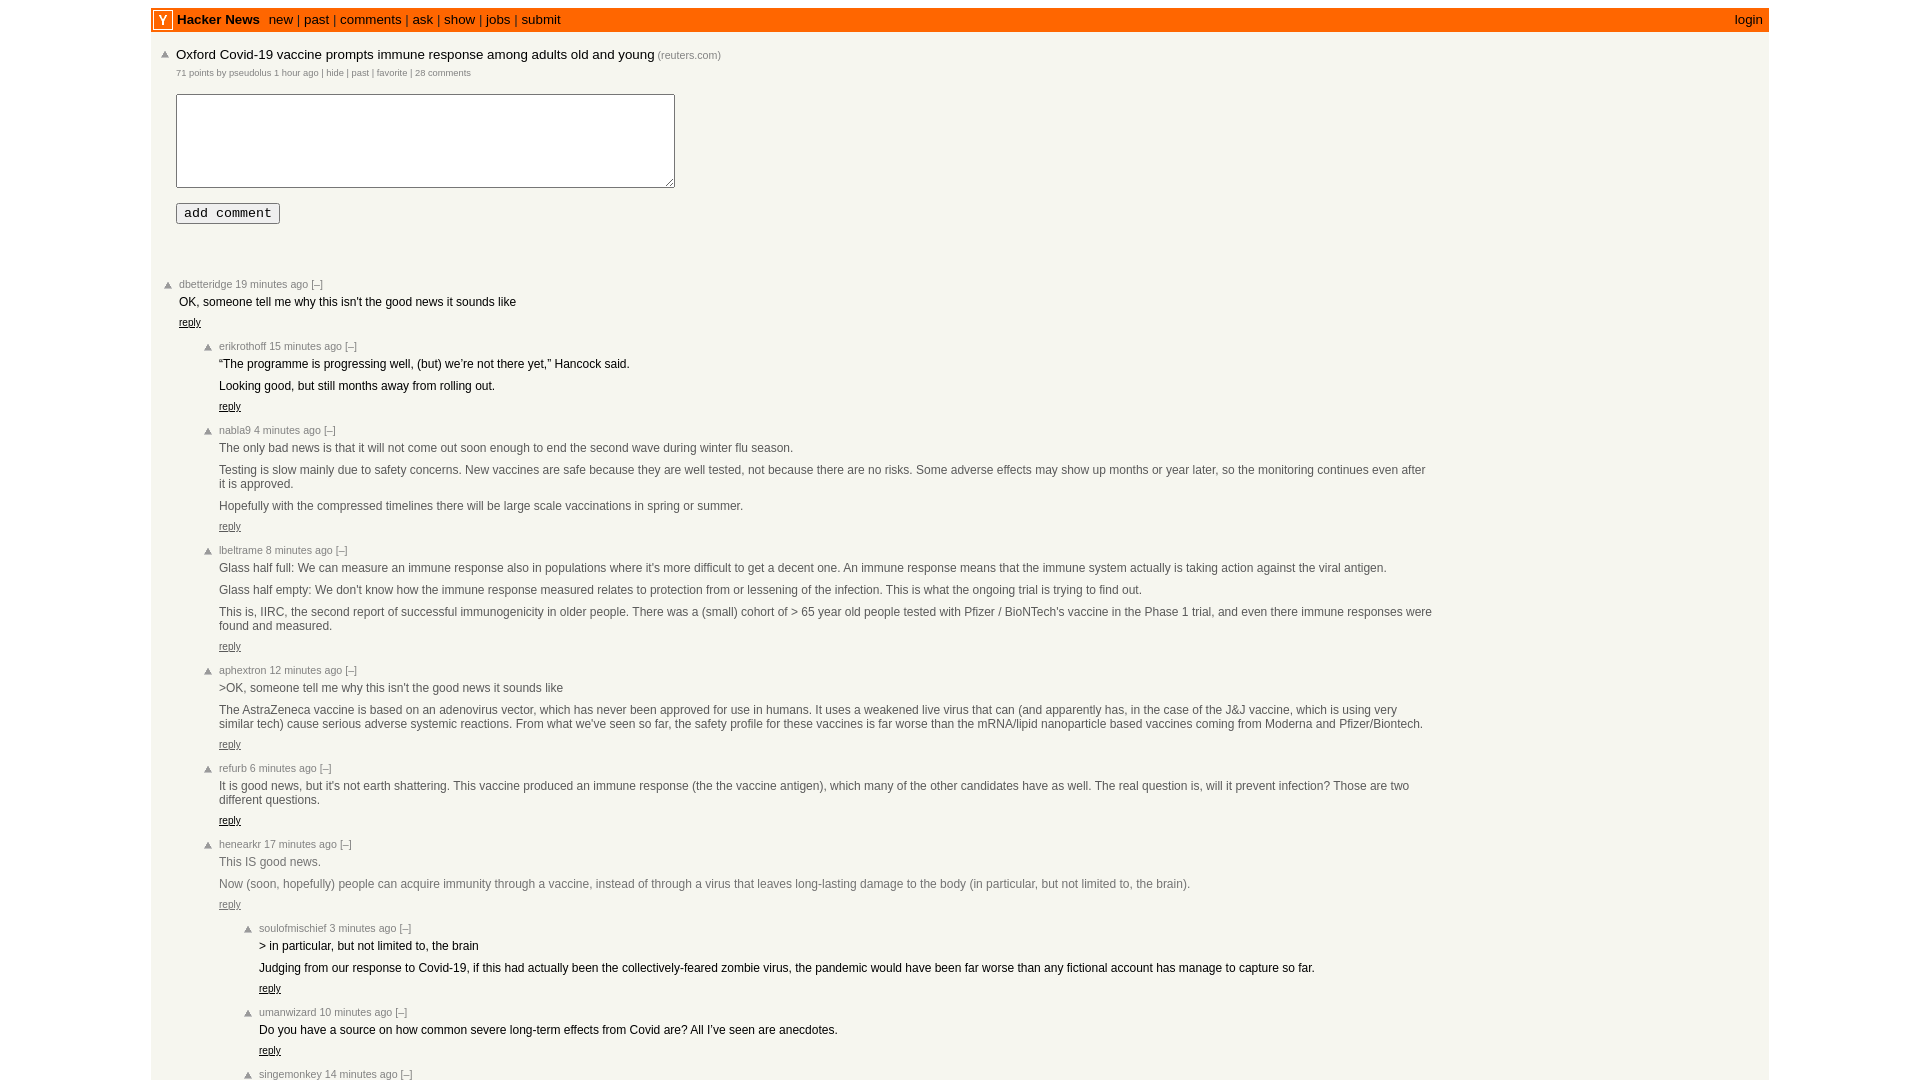 Y Hacker News new | past | comments | ask | show | jobs | submit login
Oxford Covid-19 vaccine prompts immune response among adults old and young (reuters.com)
71 points by pseudolus 1 hour ago | hide | past | favorite | 28 comments
add comment
dbetteridge 19 minutes ago [–]
OK, someone tell me why this isn't the good news it sounds like
reply
erikrothoff 15 minutes ago [–]
“The programme is progressing well, (but) we’re not there yet,” Hancock said.
Looking good, but still months away from rolling out.
reply
nabla9 4 minutes ago [–]
The only bad news is that it will not come out soon enough to end the second wave during winter flu season.
Testing is slow mainly due to safety concerns. New vaccines are safe because they are well tested, not because there are no risks. Some adverse effects may show up months or year later, so the monitoring continues even after
it is approved.
Hopefully with the compressed timelines there will be large scale vaccinations in spring or summer.
reply
lbeltrame 8 minutes ago [–]
Glass half full: We can measure an immune response also in populations where it's more difficult to get a decent one. An immune response means that the immune system actually is taking action against the viral antigen.
Glass half empty: We don't know how the immune response measured relates to protection from or lessening of the infection. This is what the ongoing trial is trying to find out.
This is, IIRC, the second report of successful immunogenicity in older people. There was a (small) cohort of > 65 year old people tested with Pfizer / BioNTech's vaccine in the Phase 1 trial, and even there immune responses were
found and measured.
reply
aphextron 12 minutes ago [–]
>OK, someone tell me why this isn't the good news it sounds like
The AstraZeneca vaccine is based on an adenovirus vector, which has never been approved for use in humans. It uses a weakened live virus that can (and apparently has, in the case of the J&J vaccine, which is using very
similar tech) cause serious adverse systemic reactions. From what we've seen so far, the safety profile for these vaccines is far worse than the mRNA/lipid nanoparticle based vaccines coming from Moderna and Pfizer/Biontech.
reply
refurb 6 minutes ago [–]
It is good news, but it's not earth shattering. This vaccine produced an immune response (the the vaccine antigen), which many of the other candidates have as well. The real question is, will it prevent infection? Those are two
different questions.
reply
henearkr 17 minutes ago [–]
This IS good news.
Now (soon, hopefully) people can acquire immunity through a vaccine, instead of through a virus that leaves long-lasting damage to the body (in particular, but not limited to, the brain).
reply
soulofmischief 3 minutes ago [–]
> in particular, but not limited to, the brain
Judging from our response to Covid-19, if this had actually been the collectively-feared zombie virus, the pandemic would have been far worse than any fictional account has manage to capture so far.
reply
umanwizard 10 minutes ago [–]
Do you have a source on how common severe long-term effects from Covid are? All I’ve seen are anecdotes.
reply
singemonkey 14 minutes ago [–]